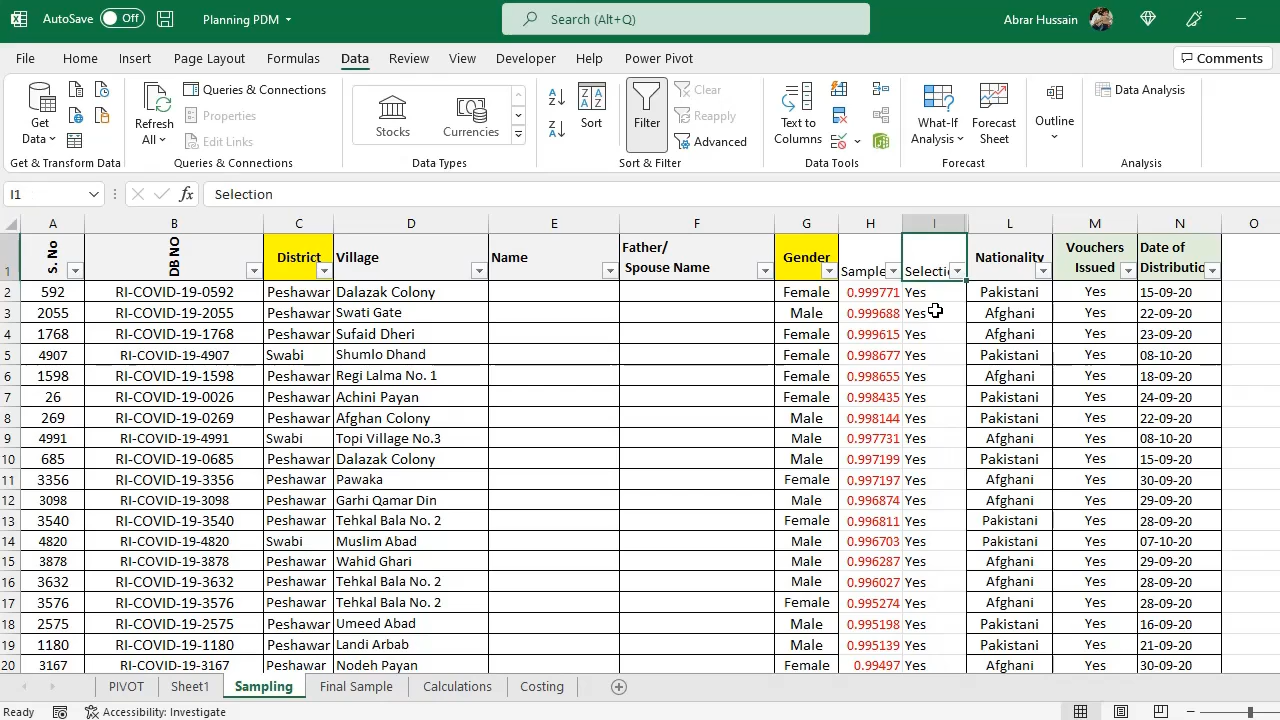 AutoSave Off Planning PDM Search (Alt+Q) Abrar Hussain
File Home Insert Page Layout Formulas Data Review View Developer Help Power Pivot Comments
Get Data
Refresh All
Queries & Connections
Properties
Edit Links
Stocks
Currencies
Sort
Filter
Clear
Reapply
Advanced
Text to Columns
What-If Analysis
Forecast Sheet
Outline
Data Analysis
Get & Transform Data Queries & Connections Data Types Sort & Filter Data Tools Forecast Analysis
I1 fx Selection
A B C D E F G H I L M N O
1 S. No DB NO District Village Name Father/ Spouse Name Gender Sample Selectio Nationality Vouchers Issued Date of Distributio
2 592 RI-COVID-19-0592 Peshawar Dalazak Colony Female 0.999771 Yes Pakistani Yes 15-09-20
3 2055 RI-COVID-19-2055 Peshawar Swati Gate Male 0.999688 Yes Afghani Yes 22-09-20
4 1768 RI-COVID-19-1768 Peshawar Sufaid Dheri Female 0.999615 Yes Afghani Yes 23-09-20
5 4907 RI-COVID-19-4907 Swabi Shumlo Dhand Female 0.998677 Yes Pakistani Yes 08-10-20
6 1598 RI-COVID-19-1598 Peshawar Regi Lalma No. 1 Female 0.998655 Yes Afghani Yes 18-09-20
7 26 RI-COVID-19-0026 Peshawar Achini Payan Female 0.998435 Yes Pakistani Yes 24-09-20
8 269 RI-COVID-19-0269 Peshawar Afghan Colony Male 0.998144 Yes Pakistani Yes 22-09-20
9 4991 RI-COVID-19-4991 Swabi Topi Village No.3 Male 0.997731 Yes Afghani Yes 08-10-20
10 685 RI-COVID-19-0685 Peshawar Dalazak Colony Male 0.997199 Yes Pakistani Yes 15-09-20
11 3356 RI-COVID-19-3356 Peshawar Pawaka Female 0.997197 Yes Afghani Yes 30-09-20
12 3098 RI-COVID-19-3098 Peshawar Garhi Qamar Din Male 0.996874 Yes Afghani Yes 29-09-20
13 3540 RI-COVID-19-3540 Peshawar Tehkal Bala No. 2 Female 0.996811 Yes Pakistani Yes 28-09-20
14 4820 RI-COVID-19-4820 Swabi Muslim Abad Male 0.996703 Yes Pakistani Yes 07-10-20
15 3878 RI-COVID-19-3878 Peshawar Wahid Ghari Male 0.996287 Yes Afghani Yes 29-09-20
16 3632 RI-COVID-19-3632 Peshawar Tehkal Bala No. 2 Male 0.996027 Yes Afghani Yes 28-09-20
17 3576 RI-COVID-19-3576 Peshawar Tehkal Bala No. 2 Female 0.995274 Yes Afghani Yes 28-09-20
18 2575 RI-COVID-19-2575 Peshawar Umeed Abad Male 0.995198 Yes Afghani Yes 16-09-20
19 1180 RI-COVID-19-1180 Peshawar Landi Arbab Male 0.995139 Yes Pakistani Yes 21-09-20
20 3167 RI-COVID-19-3167 Peshawar Nodeh Payan Female 0.99497 Yes Afghani Yes 30-09-20
PIVOT Sheet1 Sampling Final Sample Calculations Costing
Ready Accessibility: Investigate